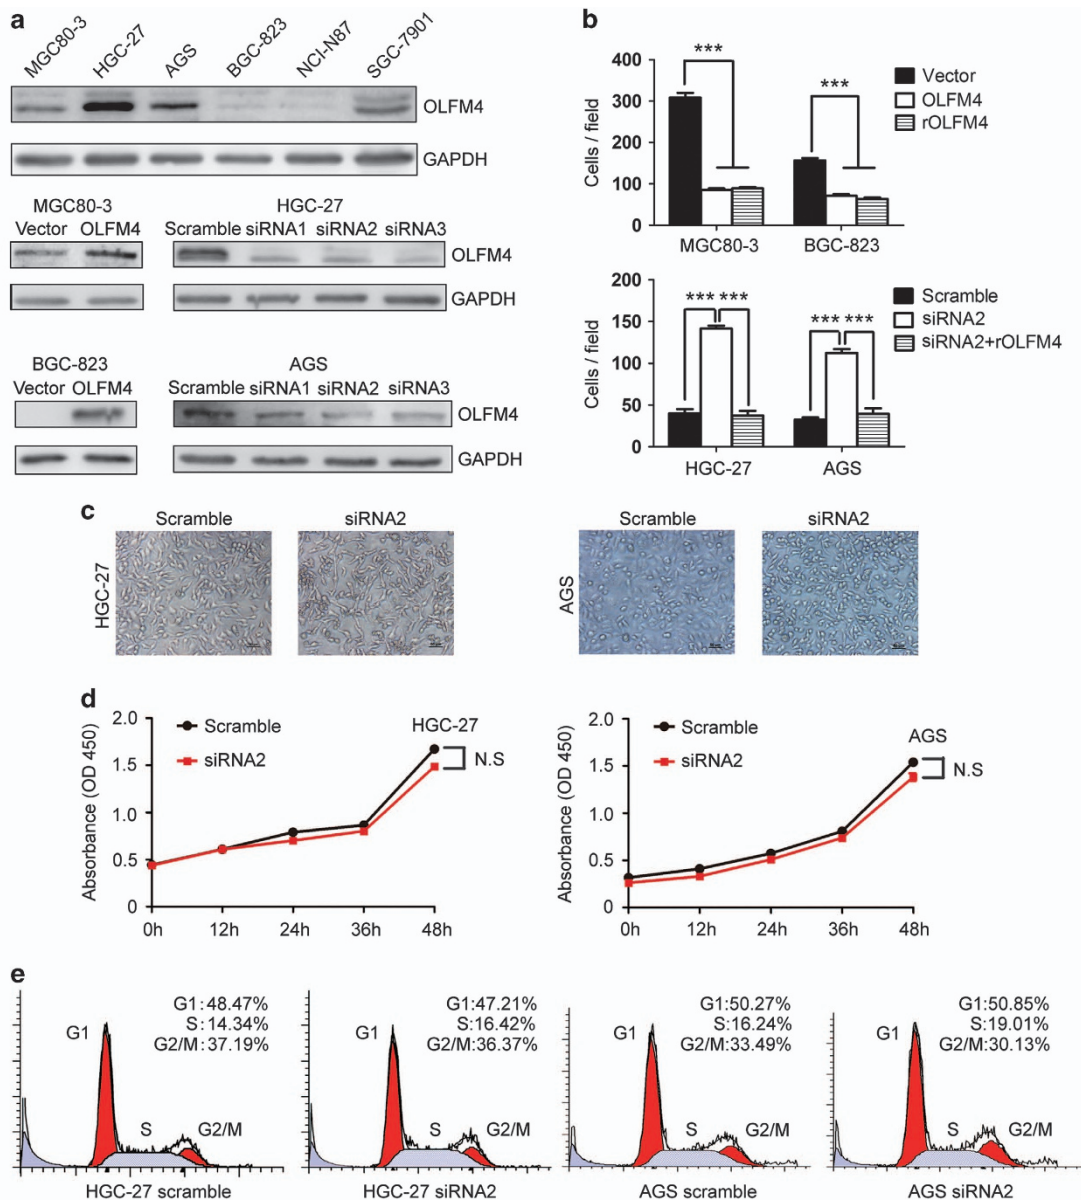 a
MGC80-3 HGC-27 AGS BGC-823 NCI-N87 SGC-7901
OLFM4
GAPDH
MGC80-3
Vector OLFM4
HGC-27
Scramble siRNA1 siRNA2 siRNA3
OLFM4
GAPDH
BGC-823
Vector OLFM4
AGS
Scramble siRNA1 siRNA2 siRNA3
OLFM4
GAPDH
b
Cells / field
400
300
200
100
0
***
***
Vector
OLFM4
rOLFM4
MGC80-3 BGC-823
Cells / field
200
150
100
50
0
*** ***
*** ***
Scramble
siRNA2
siRNA2+rOLFM4
HGC-27 AGS
c
Scramble siRNA2
HGC-27
Scramble siRNA2
AGS
d
Absorbance (OD 450)
2.0
1.5
1.0
0.5
0
Scramble
siRNA2
HGC-27
N.S
0h 12h 24h 36h 48h
Absorbance (OD 450)
2.0
1.5
1.0
0.5
0
Scramble
siRNA2
AGS
N.S
0h 12h 24h 36h 48h
e
G1:48.47%
S:14.34%
G2/M:37.19%
G1
S
G2/M
HGC-27 scramble
G1:47.21%
S:16.42%
G2/M:36.37%
G1
S
G2/M
HGC-27 siRNA2
G1:50.27%
S:16.24%
G2/M:33.49%
G1
S
G2/M
AGS scramble
G1:50.85%
S:19.01%
G2/M:30.13%
G1
S
G2/M
AGS siRNA2